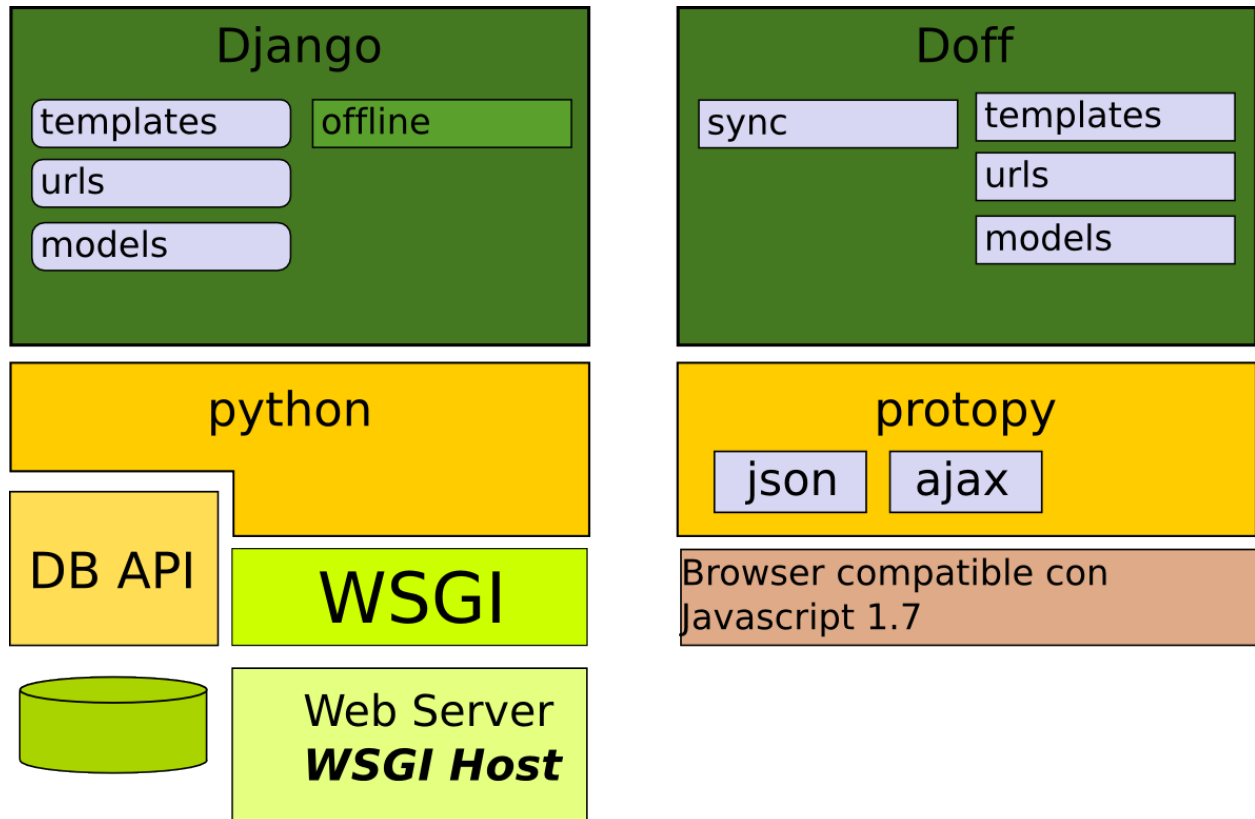 Django
templates
offline
urls
models
python
DB API
WSGI
Web Server
WSGI Host
Doff
sync
templates
urls
models
protopy
json
ajax
Browser compatible con
Javascript 1.7